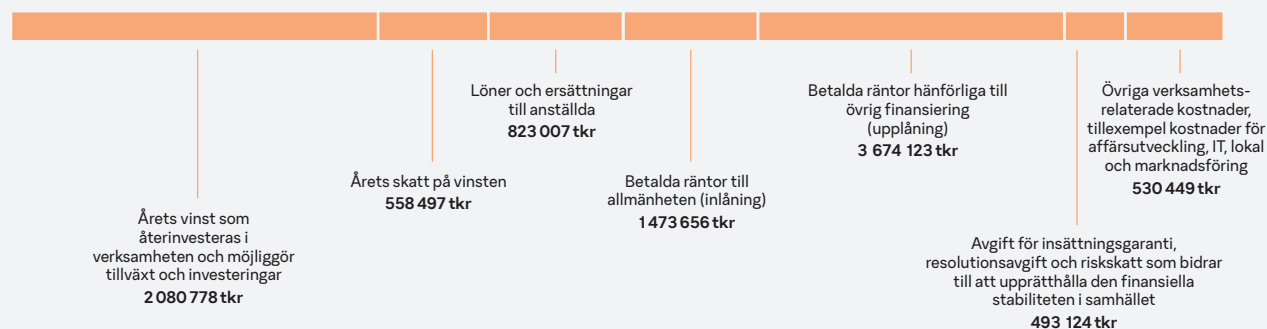 Årets vinst som
återinvesteras i
verksamheten och möjliggör
tillväxt och investeringar
2 080 778 tkr
Årets skatt på vinsten
558 497 tkr
Löner och ersättningar
till anställda
823 007 tkr
Betalda räntor till
allmänheten (inlåning)
1 473 656 tkr
Betalda räntor hänförliga till
övrig finansiering
(upplåning)
3 674 123 tkr
Avgift för insättningsgaranti,
resolutionsavgift och riskskatt som bidrar
till att upprätthålla den finansiella
stabiliteten i samhället
493 124 tkr
Övriga verksamhets-
relaterade kostnader,
tillexempel kostnader för
affärsutveckling, IT, lokal
och marknadsföring
530 449 tkr